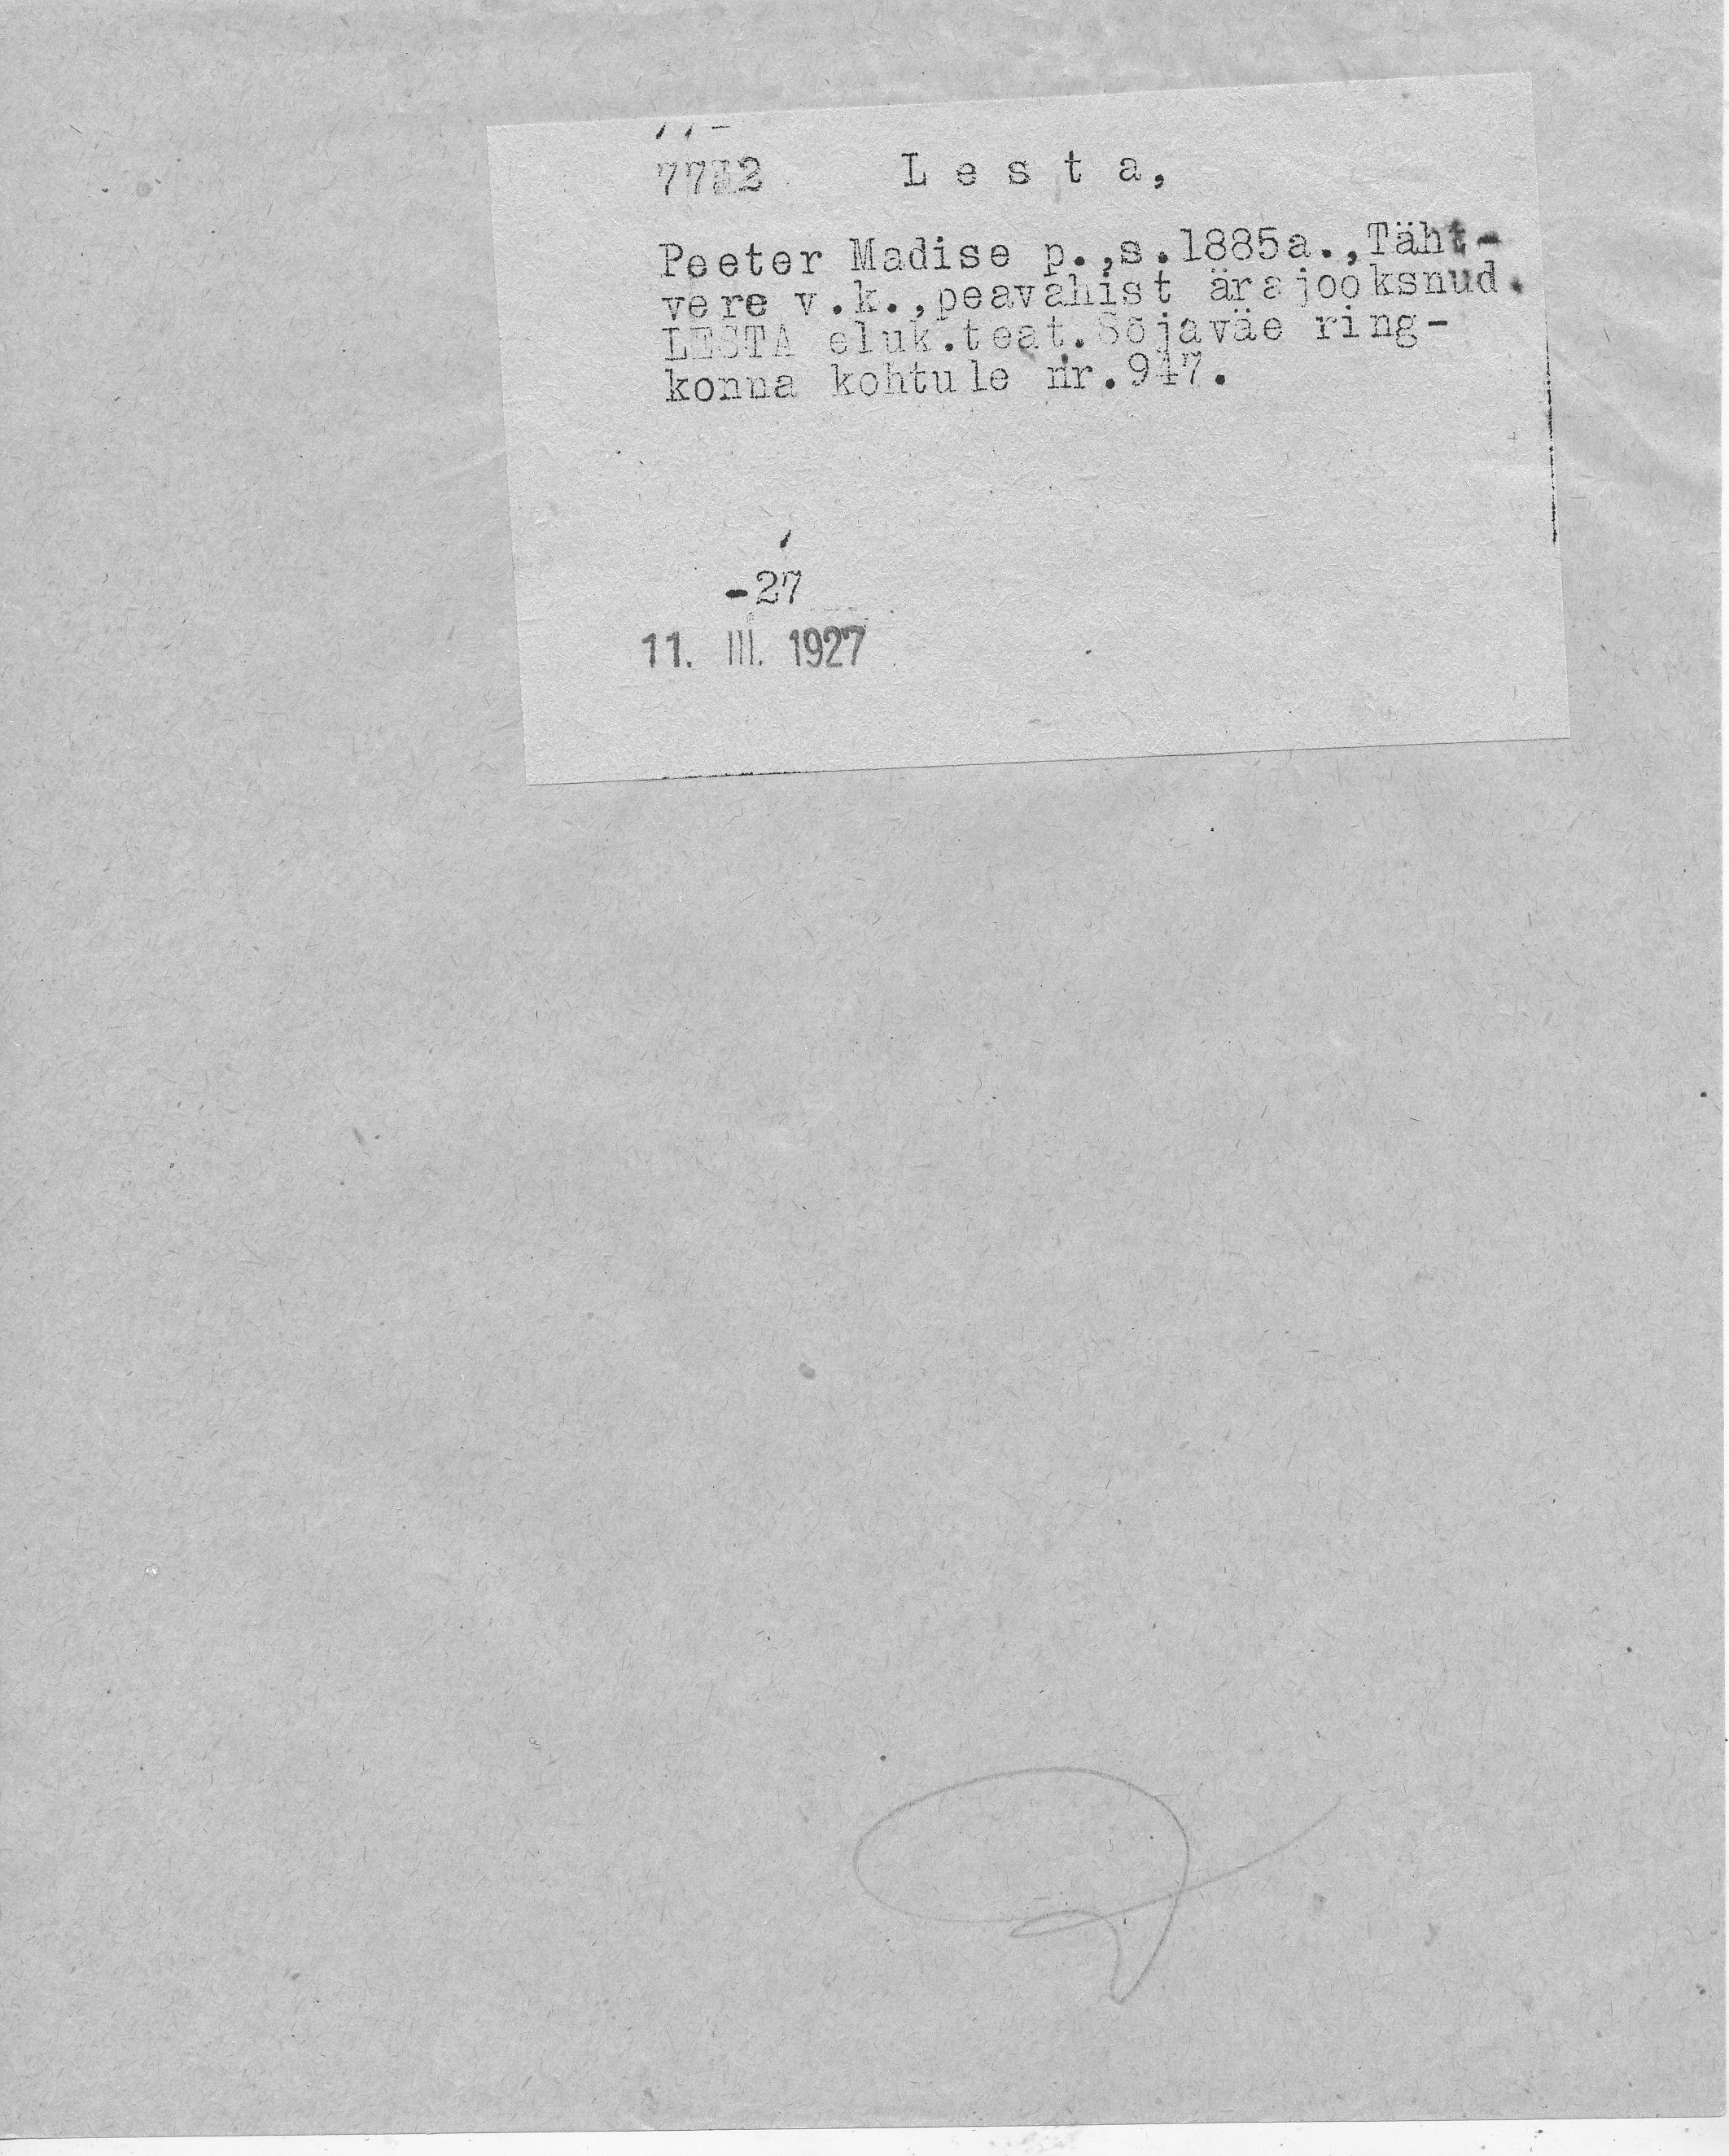 L e s t a,
Peeter Madise p.,s.1885a.,Täht-
vere v.k.,peavahist ärajooksnud.
LESTA eluk.teat.Sõjaväe ring-
konna kohtule nr.947.
-27
11. III. 1927